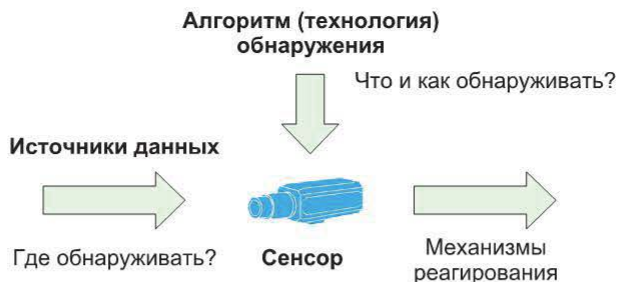 Алгоритм (технология)
обнаружения
Что и как обнаруживать?
Источники данных
Где обнаруживать?
Сенсор
Механизмы
реагирования